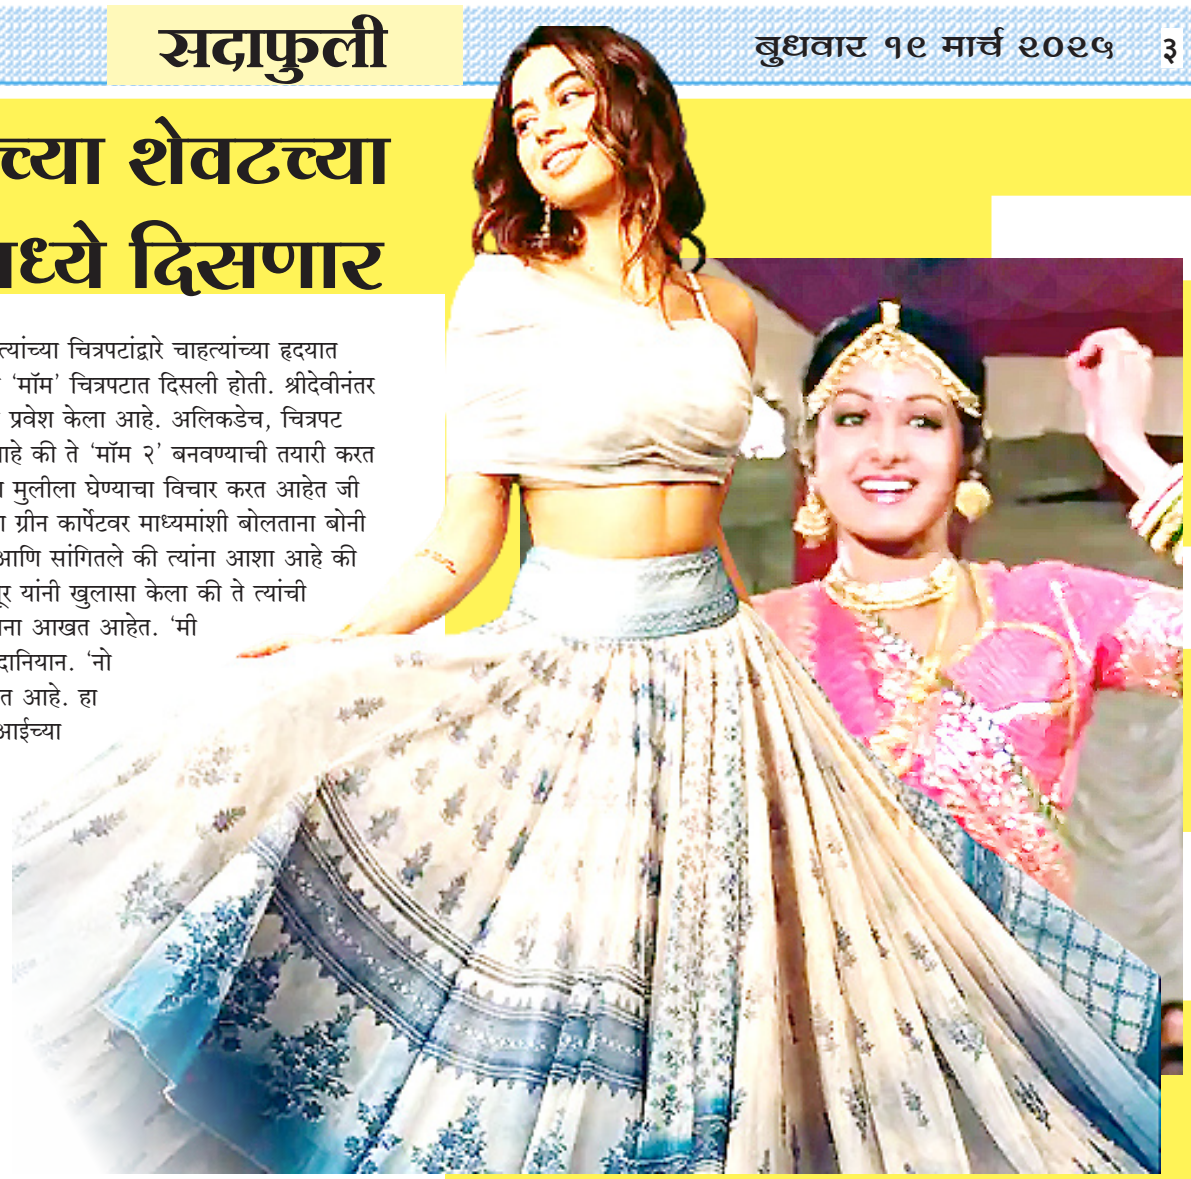 सदाफुली
बुधवार १९ मार्च २०२५ ३
च्या शेवटच्या
ध्ये दिसणार
त्यांच्या चित्रपटांद्वारे चाहत्यांच्या हृदयात
‘मॉम’ चित्रपटात दिसली होती. श्रीदेवीनंतर
प्रवेश केला आहे. अलिकडेच, चित्रपट
आहे की ते ‘मॉम २’ बनवण्याची तयारी करत
मुलीला घेण्याचा विचार करत आहेत जी
ग्रीन कार्पेटवर माध्यमांशी बोलताना बोनी
आणि सांगितले की त्यांना आशा आहे की
यांनी खुलासा केला की ते त्यांची
आखत आहेत. ‘मी
दानियान. ‘नो
त आहे. हा
आईच्या